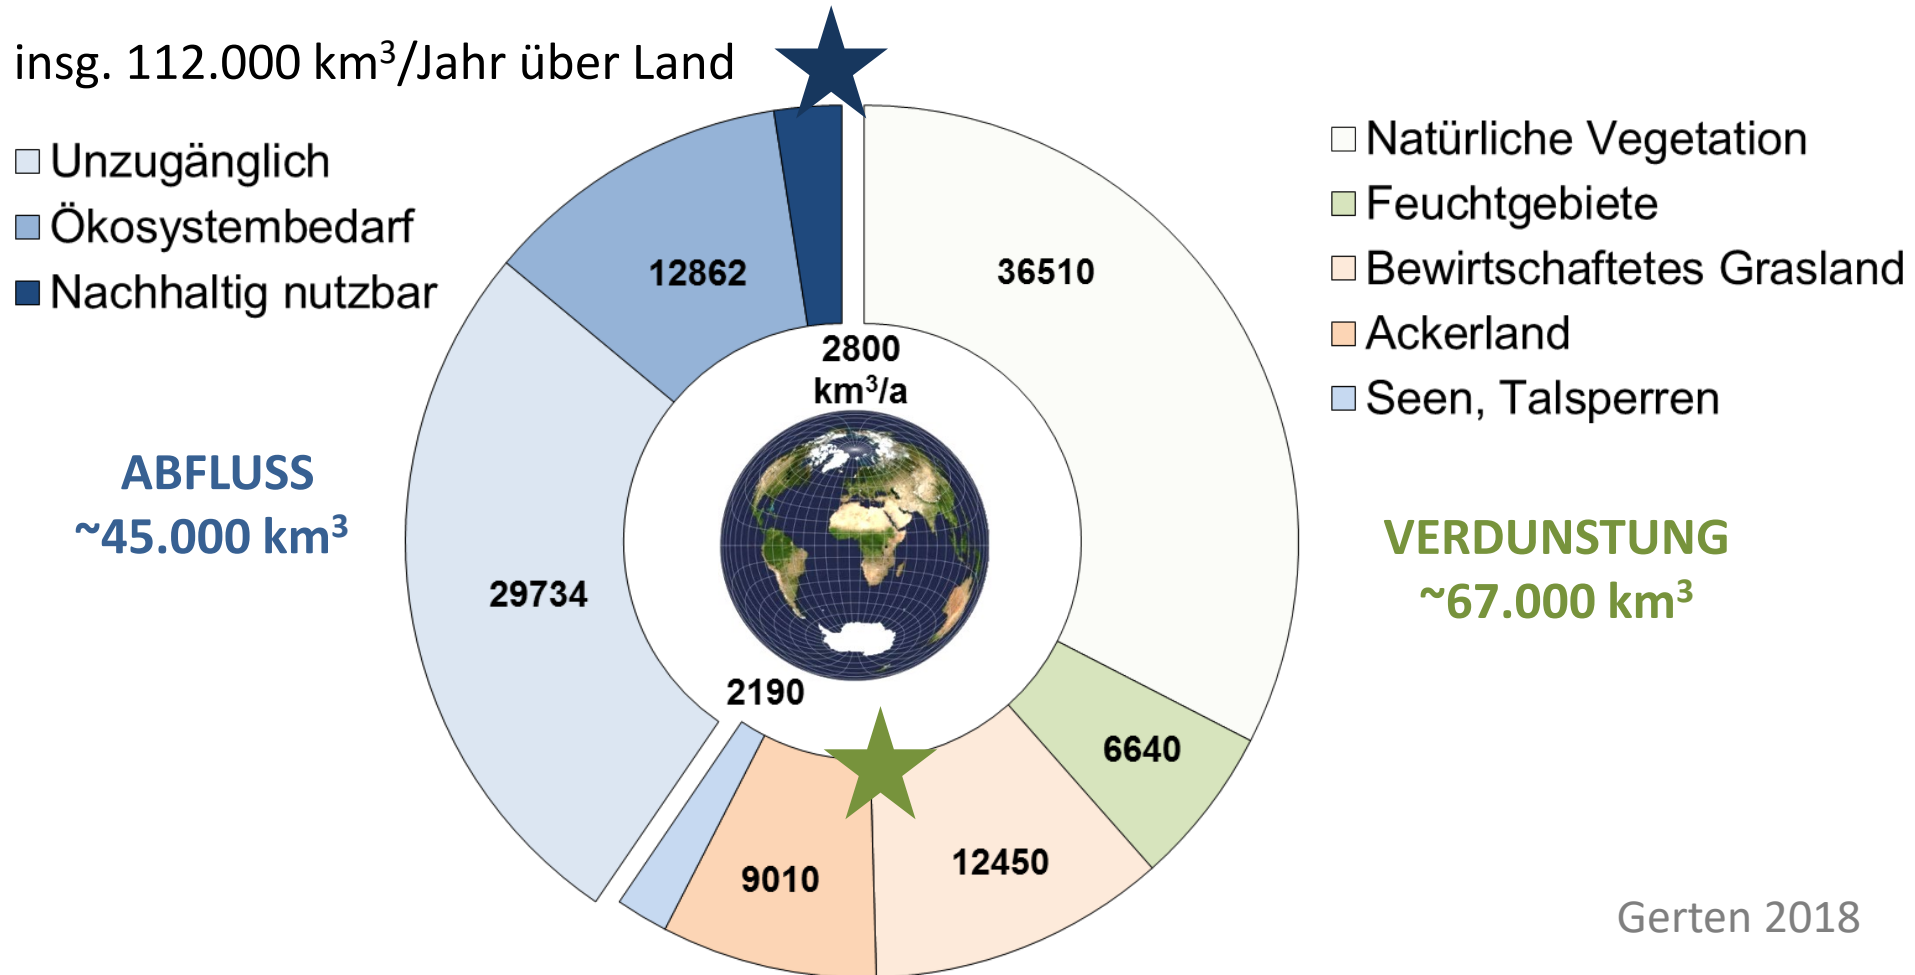 insg. 112.000 km³/Jahr über Land
Unzugänglich
Ökosystembedarf
Nachhaltig nutzbar
ABFLUSS
~45.000 km³
12862
29734
2800
km³/a
2190
36510
6640
12450
9010
Natürliche Vegetation
Feuchtgebiete
Bewirtschaftetes Grasland
Ackerland
Seen, Talsperren
VERDUNSTUNG
~67.000 km³
Gerten 2018